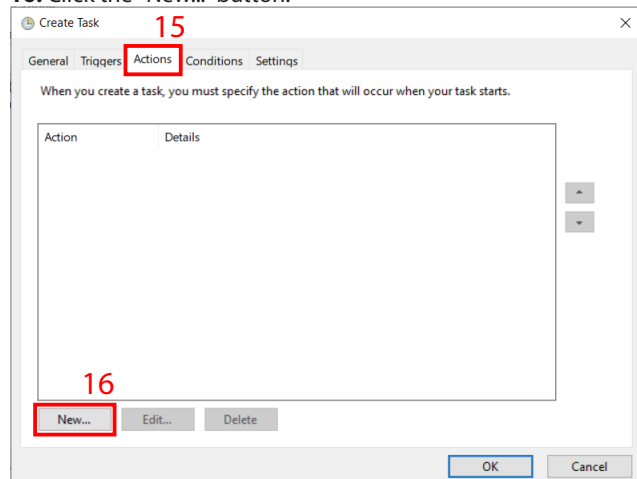 16. Click the "New..." button.
Create Task
15
General Triggers Actions Conditions Settings
When you create a task, you must specify the action that will occur when your task starts.
Action Details
16
New... Edit... Delete
OK Cancel